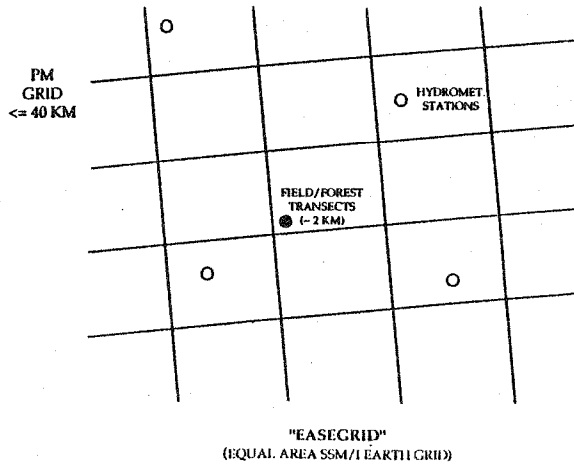 PM
GRID
<= 40 KM
HYDROMET.
STATIONS
FIELD/FOREST
TRANSECTS
(~ 2 KM)
"EASEGRID"
(EQUAL AREA SSM/I EARTH GRID)